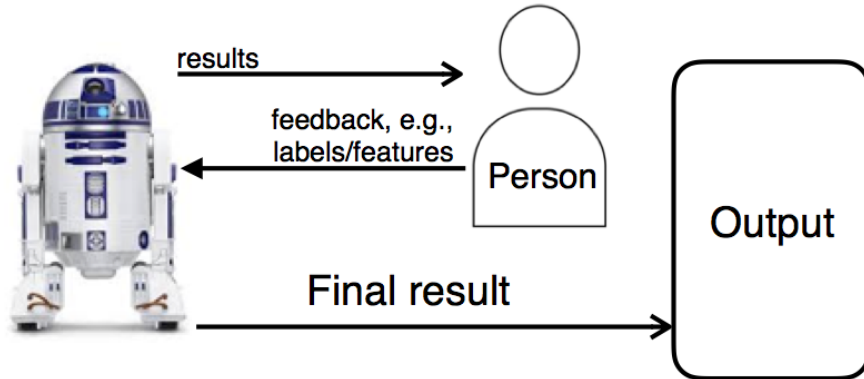 results
feedback, e.g.,
labels/features
Person
Output
Final result